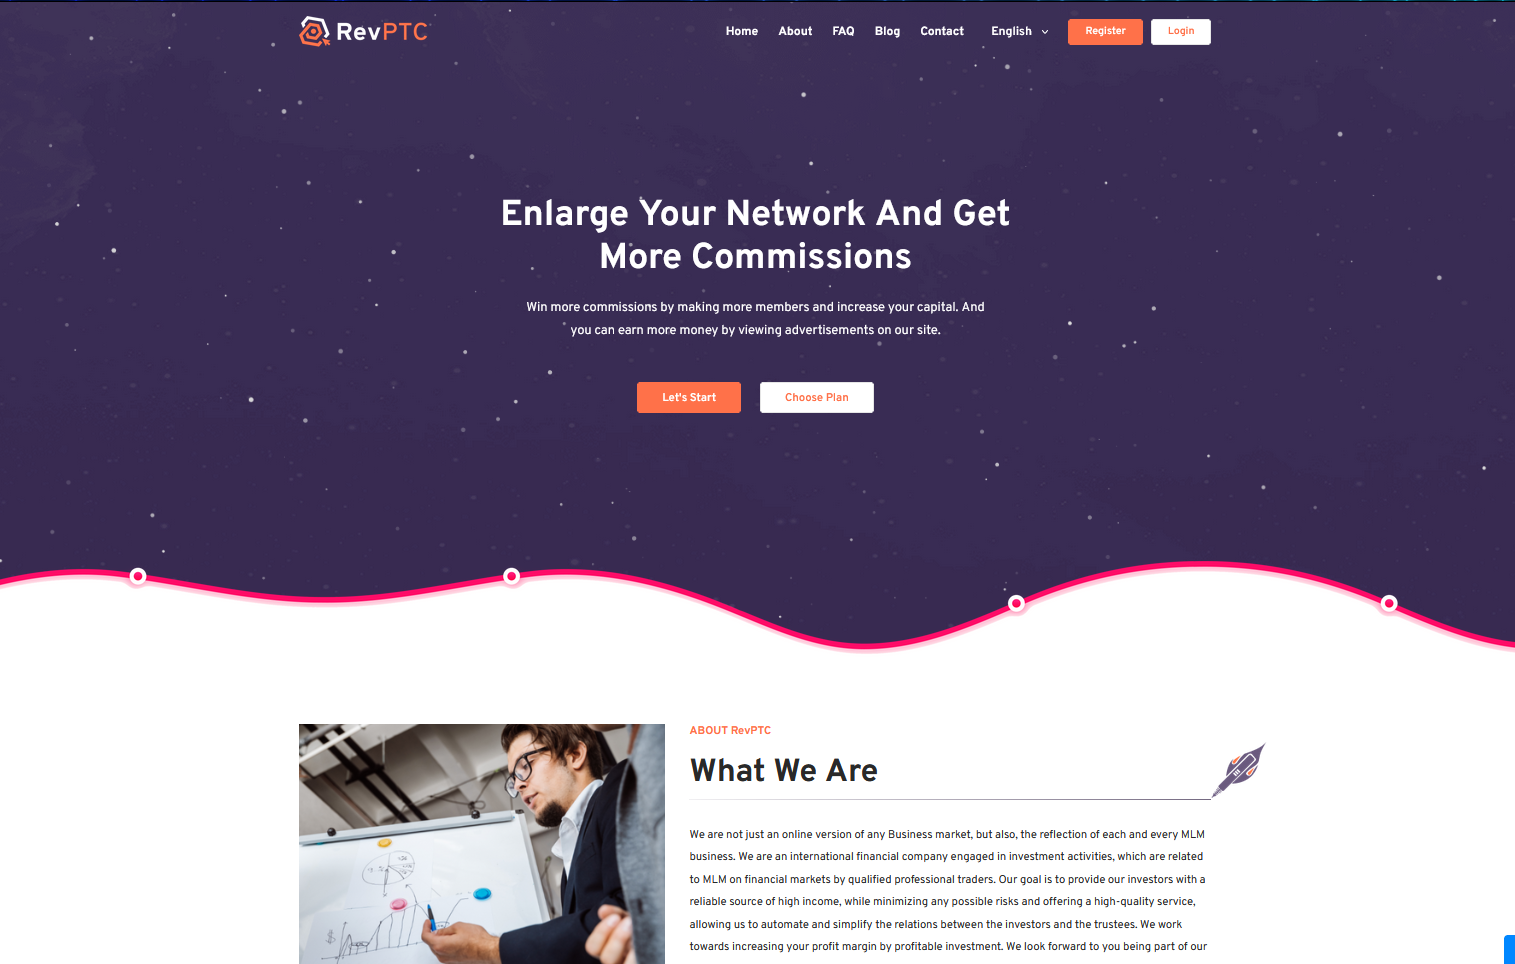 RevPTC
Home About FAQ Blog Contact English Register Login
Enlarge Your Network And Get
More Commissions
Win more commissions by making more members and increase your capital. And
you can earn more money by viewing advertisements on our site.
Let's Start Choose Plan
ABOUT RevPTC
What We Are
We are not just an online version of any Business market, but also, the reflection of each and every MLM
business. We are an international financial company engaged in investment activities, which are related
to MLM on financial markets by qualified professional traders. Our goal is to provide our investors with a
reliable source of high income, while minimizing any possible risks and offering a high-quality service,
allowing us to automate and simplify the relations between the investors and the trustees. We work
towards increasing your profit margin by profitable investment. We look forward to you being part of our